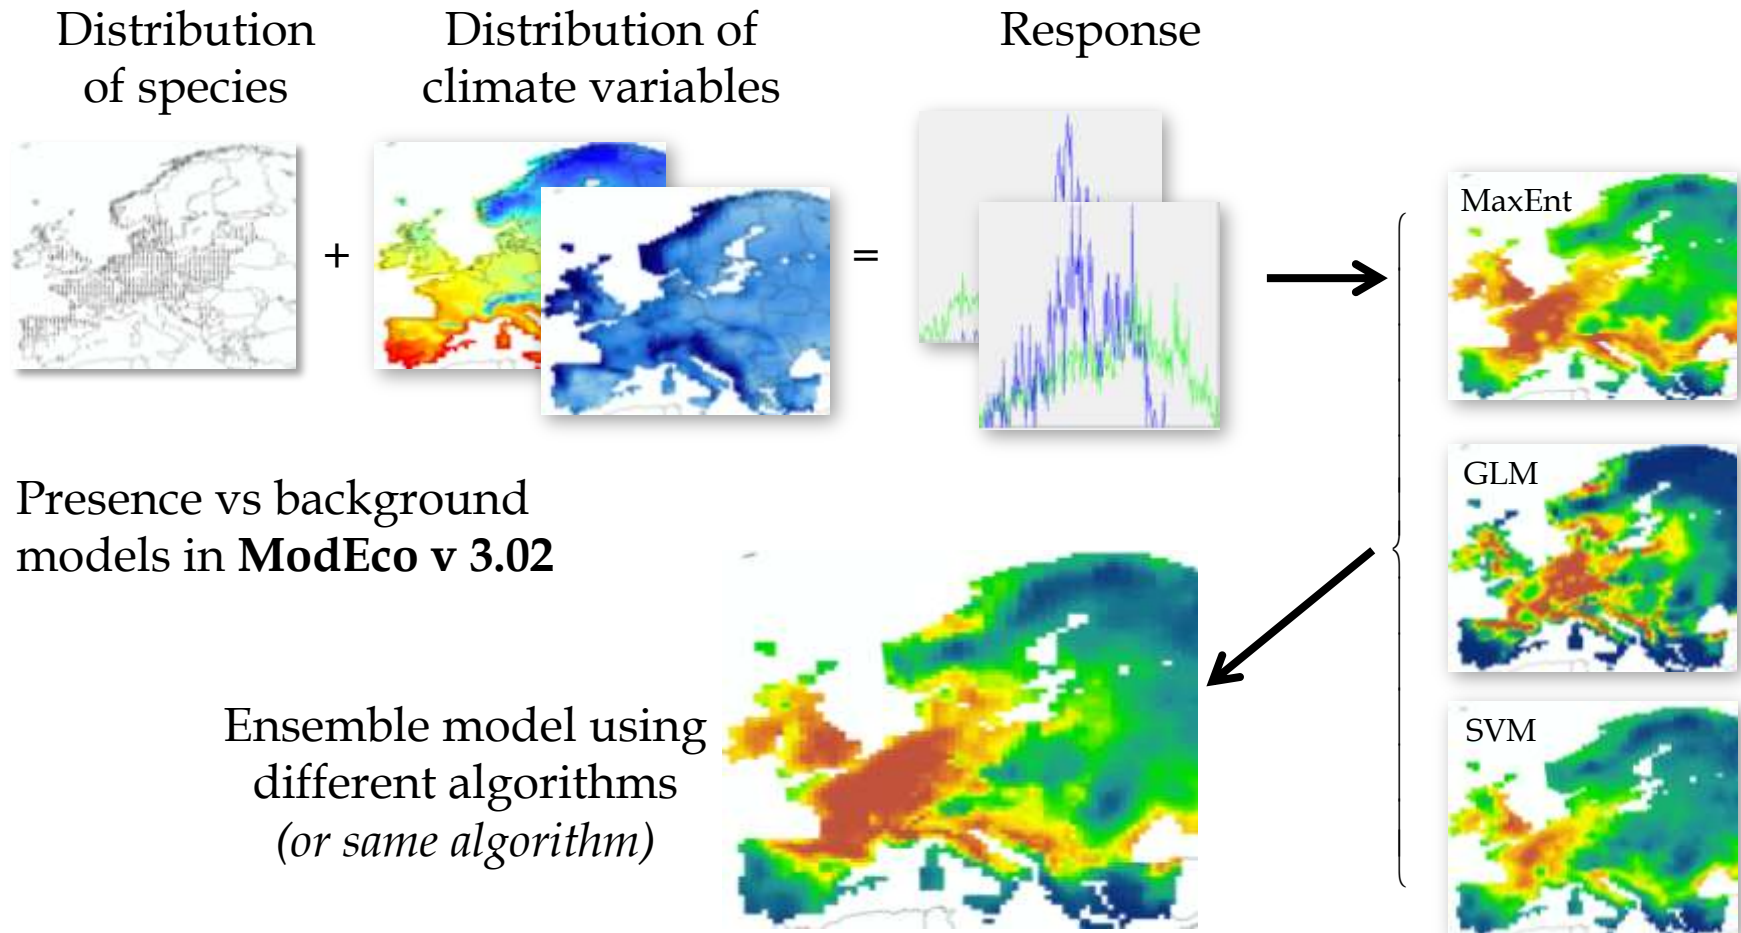 Distribution
of species
Distribution of
climate variables
Response
+
=
MaxEnt
GLM
SVM
Presence vs background
models in ModEco v 3.02
Ensemble model using
different algorithms
(or same algorithm)